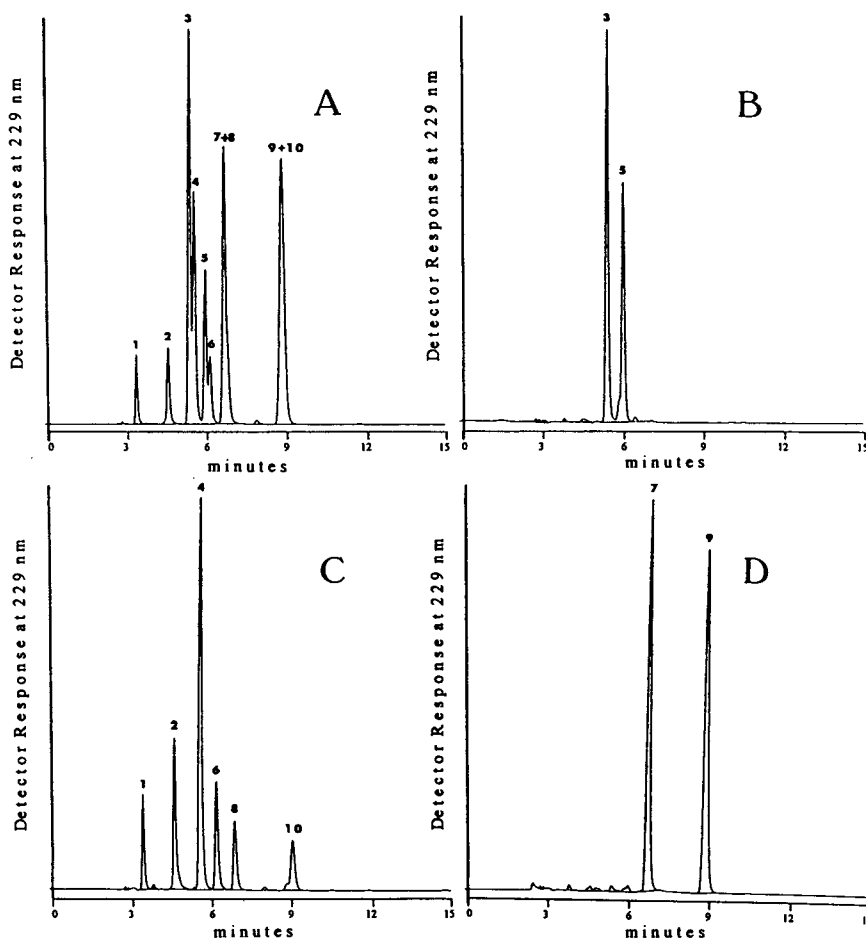 3
A
7+8
9+10
4
5
1
2
6
Detector Response at 229 nm
0 3 6 9 12 15
minutes
3
B
5
Detector Response at 229 nm
0 3 6 9 12 15
minutes
4
C
2
1
6
8
10
Detector Response at 229 nm
0 3 6 9 12 15
minutes
7
9
D
Detector Response at 229 nm
0 3 6 9 12
minutes